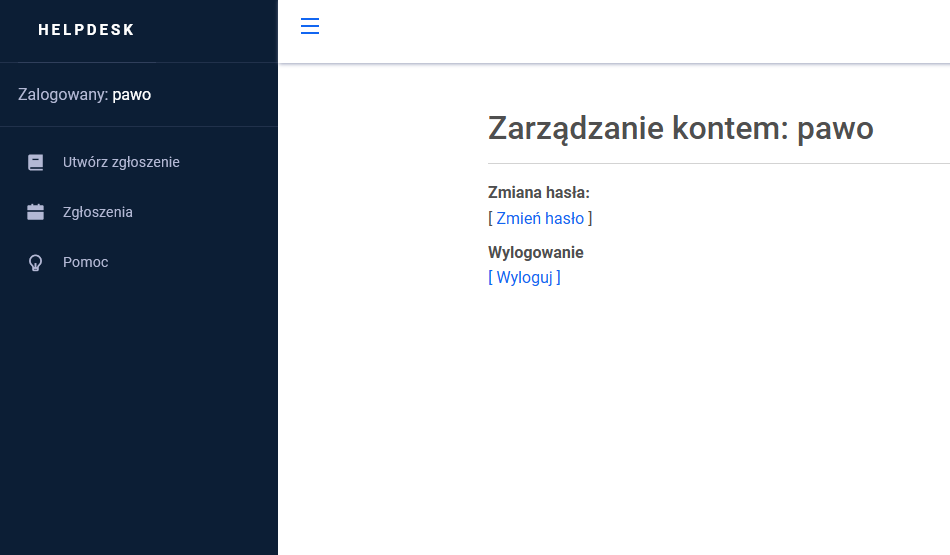 HELPDESK
Zalogowany: pawo
Utwórz zgłoszenie
Zgłoszenia
Pomoc
Zarządzanie kontem: pawo
Zmiana hasła:
[ Zmień hasło ]
Wylogowanie
[ Wyloguj ]